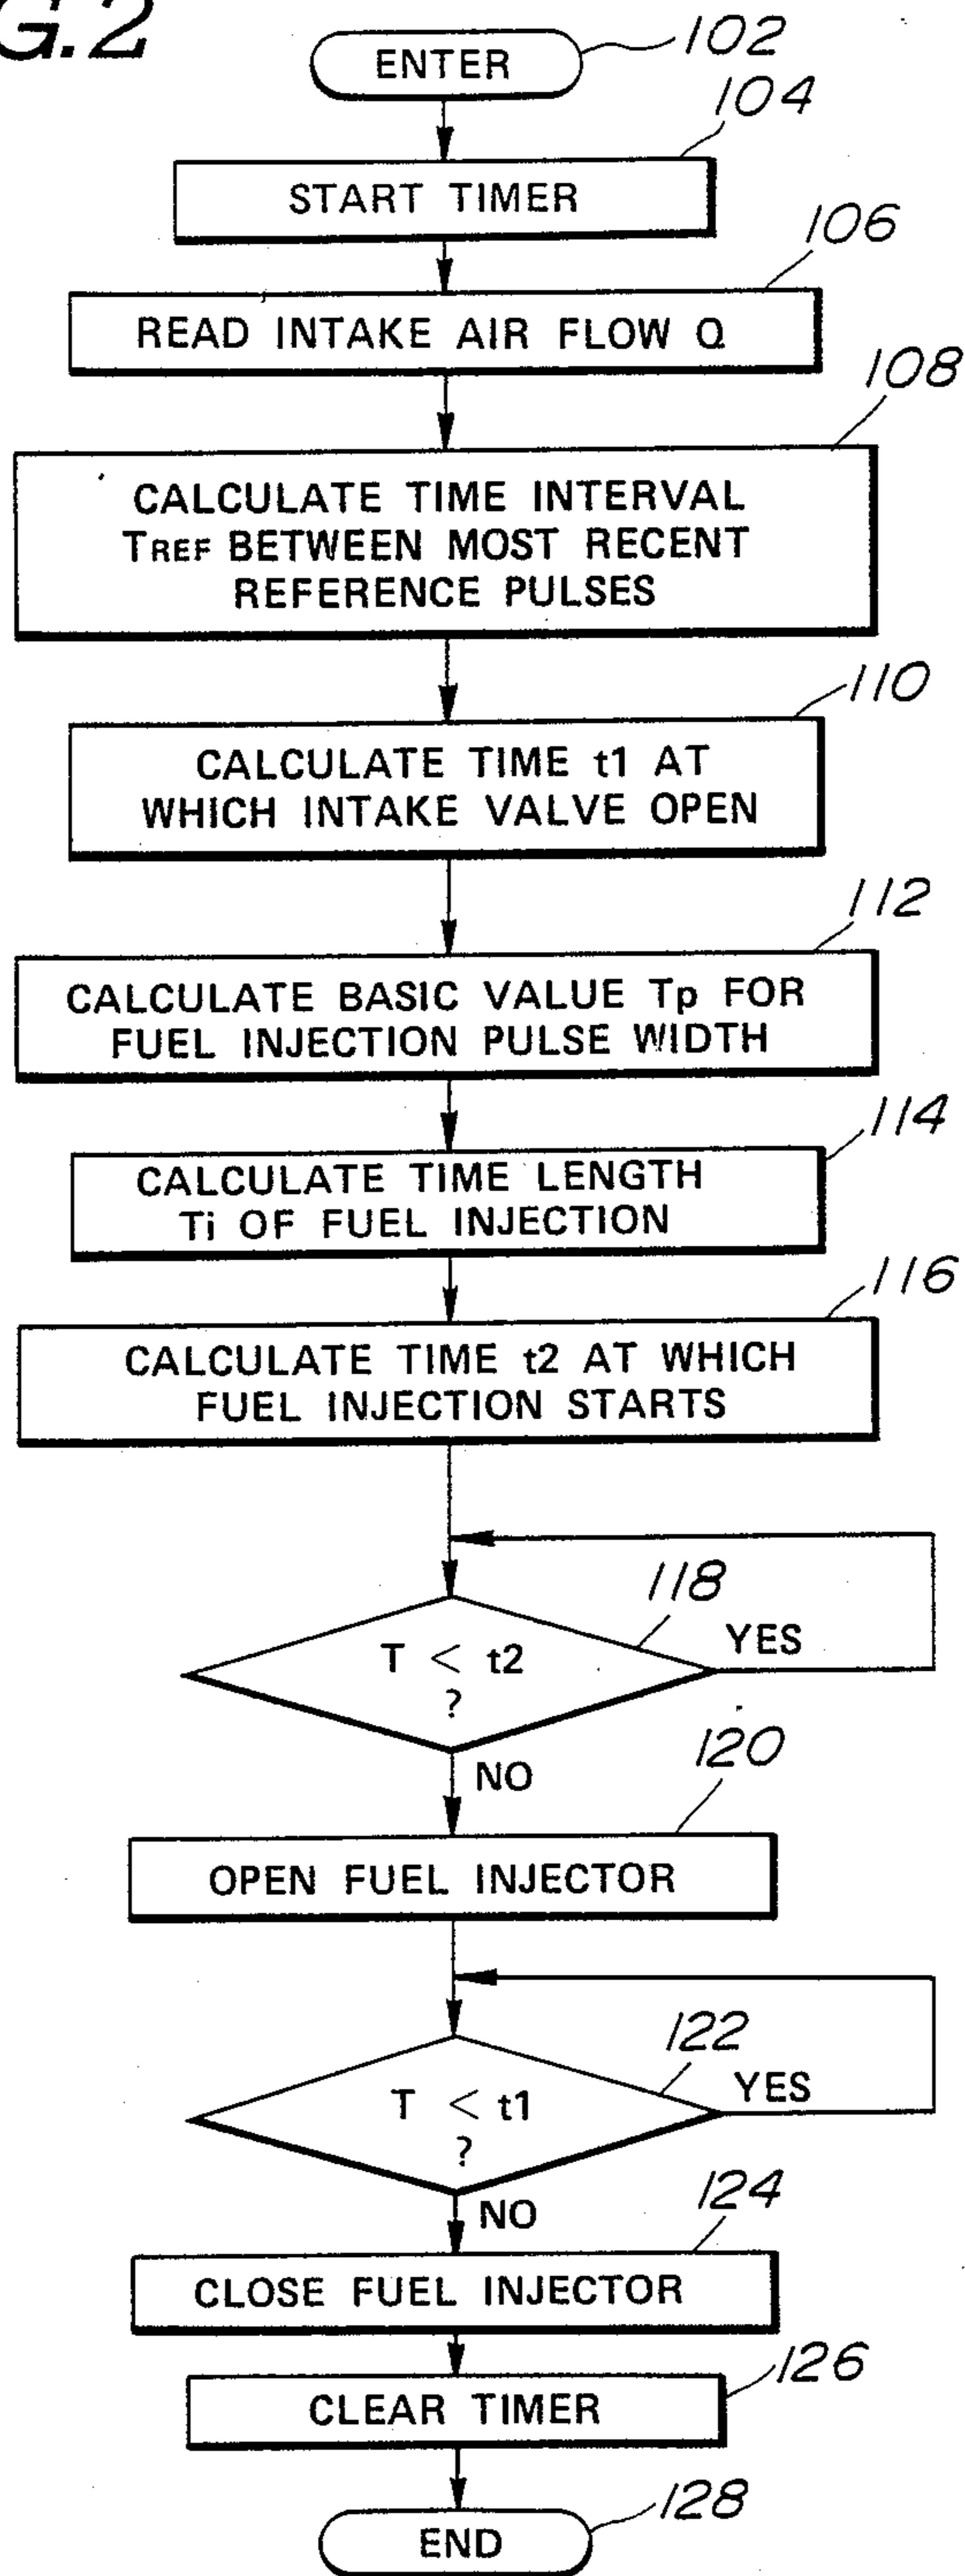 G.2
ENTER
102
104
START TIMER
106
READ INTAKE AIR FLOW Q
108
CALCULATE TIME INTERVAL
TREF BETWEEN MOST RECENT
REFERENCE PULSES
110
CALCULATE TIME t1 AT
WHICH INTAKE VALVE OPEN
112
CALCULATE BASIC VALUE Tp FOR
FUEL INJECTION PULSE WIDTH
114
CALCULATE TIME LENGTH
Ti OF FUEL INJECTION
116
CALCULATE TIME t2 AT WHICH
FUEL INJECTION STARTS
118
T < t2
?
YES
NO
120
OPEN FUEL INJECTOR
122
T < t1
?
YES
NO
124
CLOSE FUEL INJECTOR
126
CLEAR TIMER
128
END